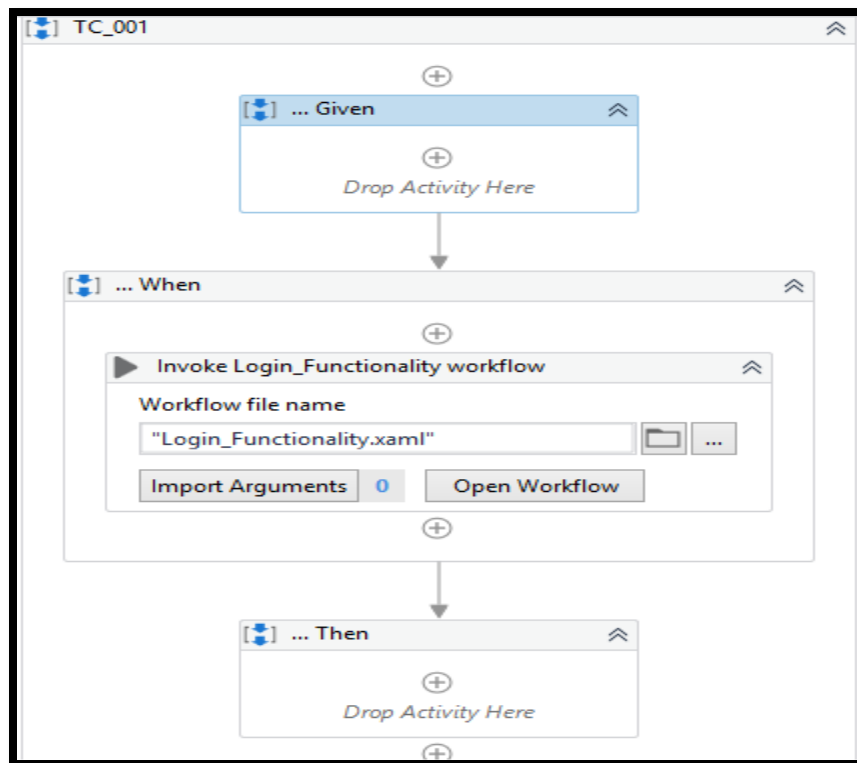 TC_001
... Given
Drop Activity Here
... When
Invoke Login_Functionality workflow
Workflow file name
"Login_Functionality.xaml"
...
Import Arguments 0 Open Workflow
... Then
Drop Activity Here